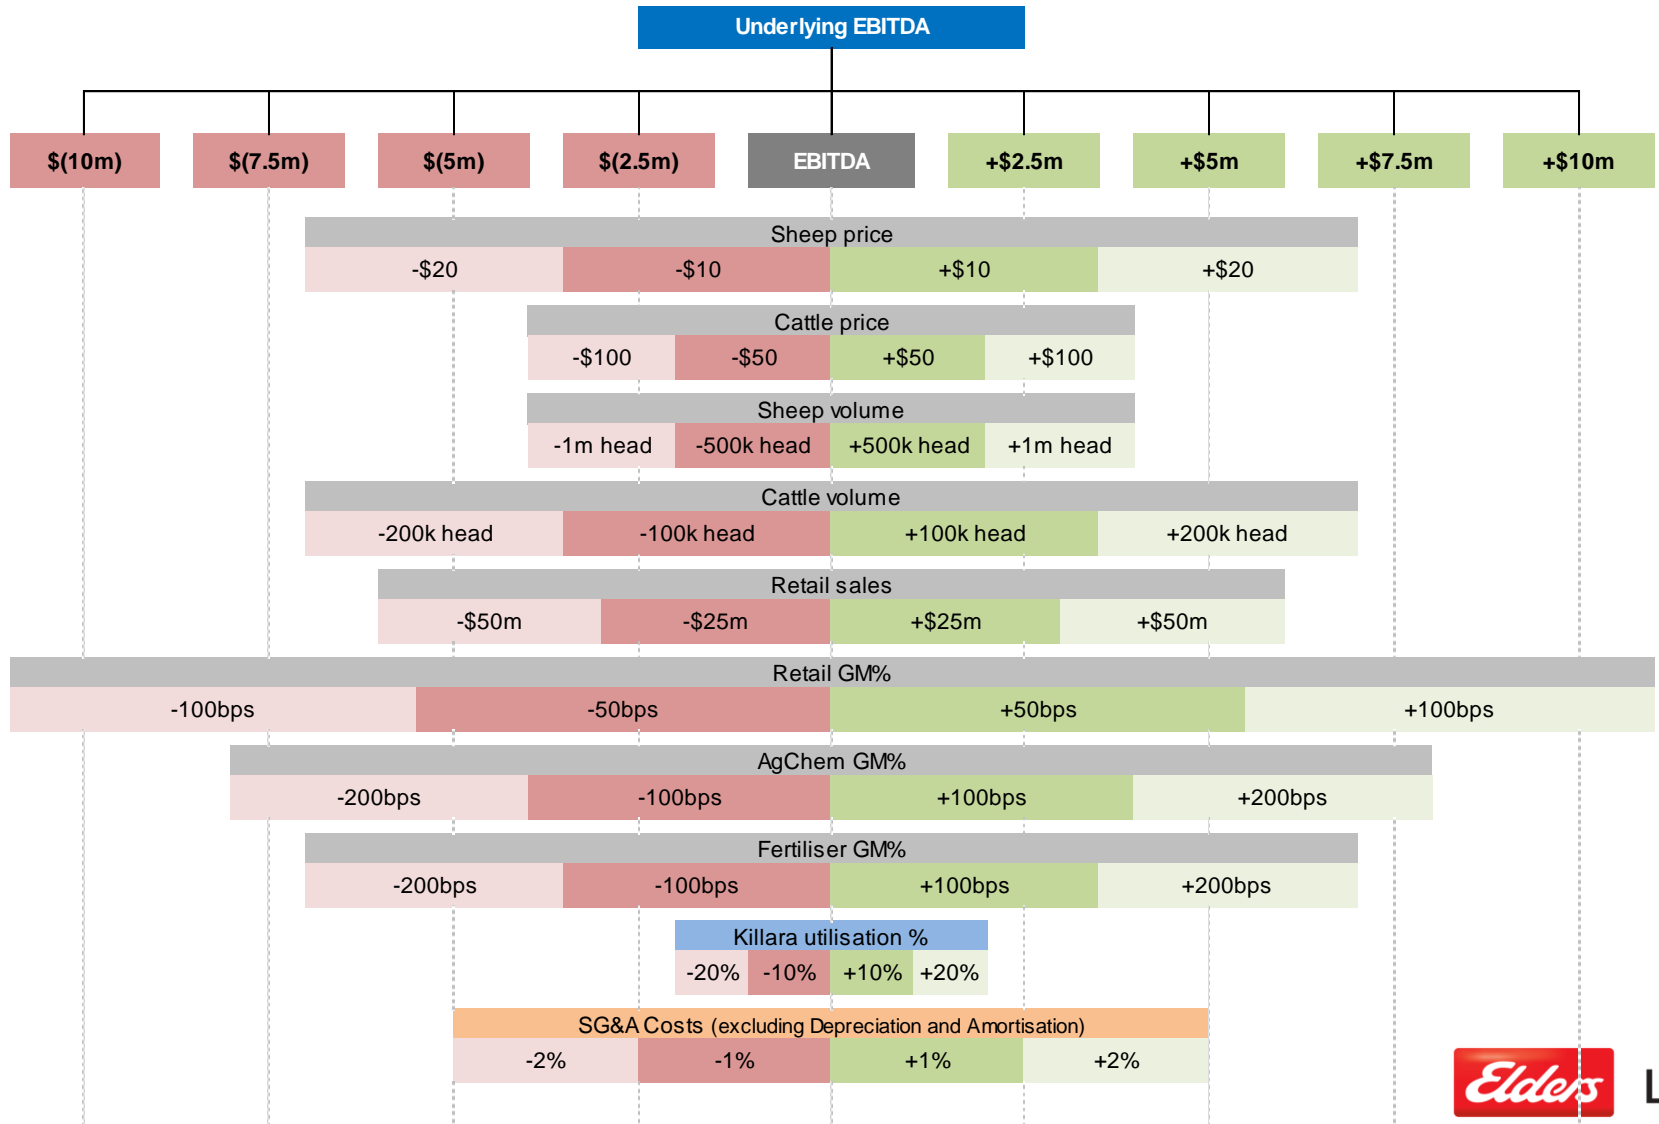 Underlying EBITDA
$(10m) $(7.5m) $(5m) $(2.5m) EBITDA +$2.5m +$5m +$7.5m +$10m
Sheep price
-$20 -$10 +$10 +$20
Cattle price
-$100 -$50 +$50 +$100
Sheep volume
-1m head -500k head +500k head +1m head
Cattle volume
-200k head -100k head +100k head +200k head
Retail sales
-$50m -$25m +$25m +$50m
Retail GM%
-100bps -50bps +50bps +100bps
AgChem GM%
-200bps -100bps +100bps +200bps
Fertiliser GM%
-200bps -100bps +100bps +200bps
Killara utilisation %
-20% -10% +10% +20%
SG&A Costs (excluding Depreciation and Amortisation)
-2% -1% +1% +2%
Elders L